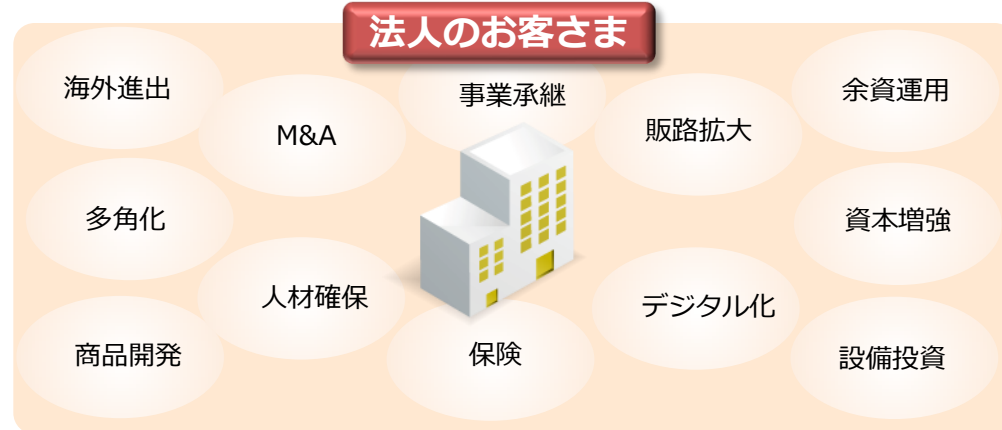 法人のお客さま
海外進出
事業承継
余資運用
M&A
販路拡大
多角化
資本増強
人材確保
デジタル化
商品開発
保険
設備投資